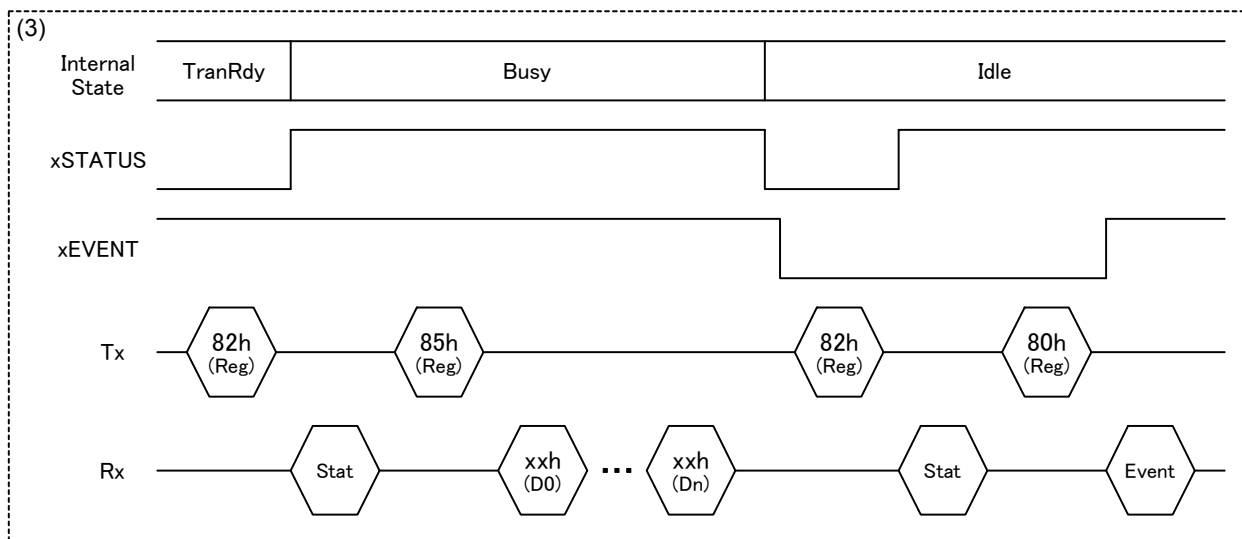 (3)
Internal
State
TranRdy
Busy
Idle
xSTATUS
xEVENT
Tx
82h
(Reg)
85h
(Reg)
82h
(Reg)
80h
(Reg)
Rx
Stat
xxh
(D0)
...
xxh
(Dn)
Stat
Event